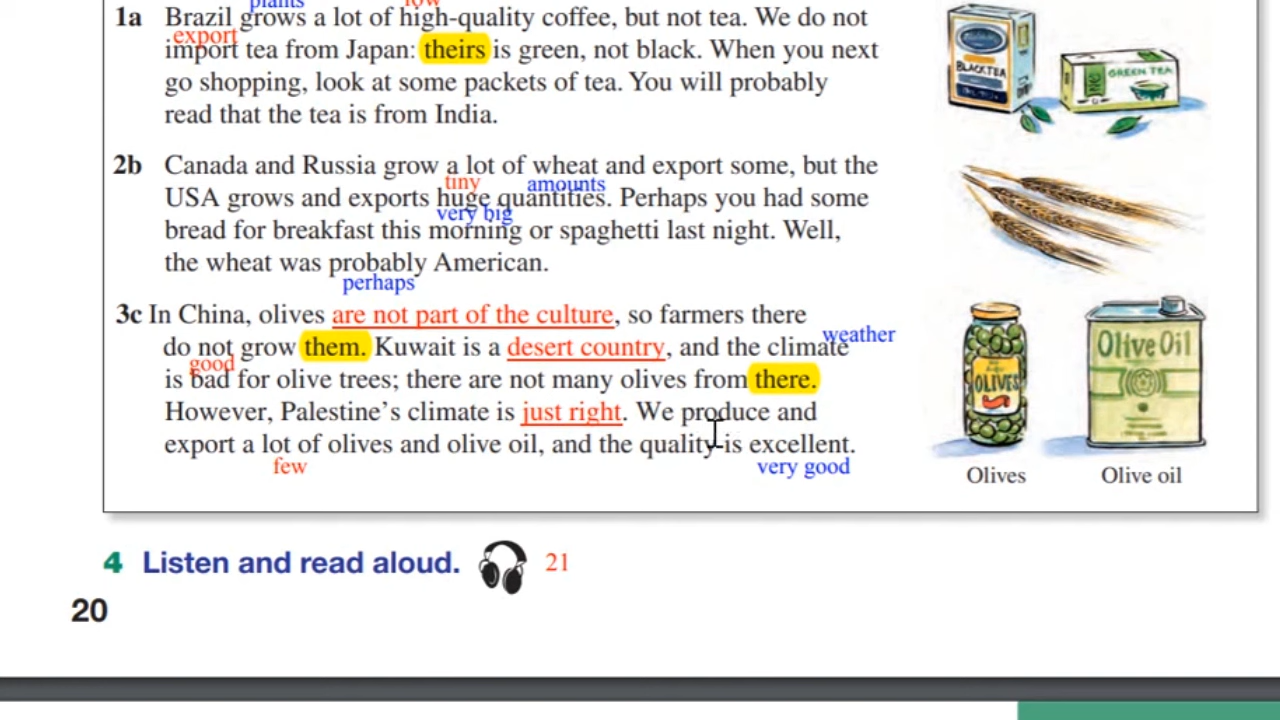 plants low
1a Brazil grows a lot of high-quality coffee, but not tea. We do not
export
import tea from Japan: theirs is green, not black. When you next
go shopping, look at some packets of tea. You will probably
read that the tea is from India.
BLACK TEA
GREEN TEA
2b Canada and Russia grow a lot of wheat and export some, but the
tiny amounts
USA grows and exports huge quantities. Perhaps you had some
very big
bread for breakfast this morning or spaghetti last night. Well,
the wheat was probably American.
perhaps
3c In China, olives are not part of the culture, so farmers there
weather
do not grow them. Kuwait is a desert country, and the climate
good
is bad for olive trees; there are not many olives from there.
However, Palestine's climate is just right. We produce and
export a lot of olives and olive oil, and the quality is excellent.
few very good
OLIVES
Olive Oil
Olives Olive oil
4 Listen and read aloud. 21
20